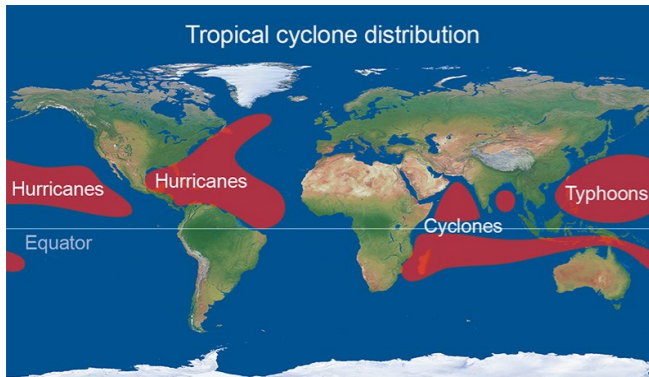 Tropical cyclone distribution
Hurricanes
Hurricanes
Typhoons
Cyclones
Equator